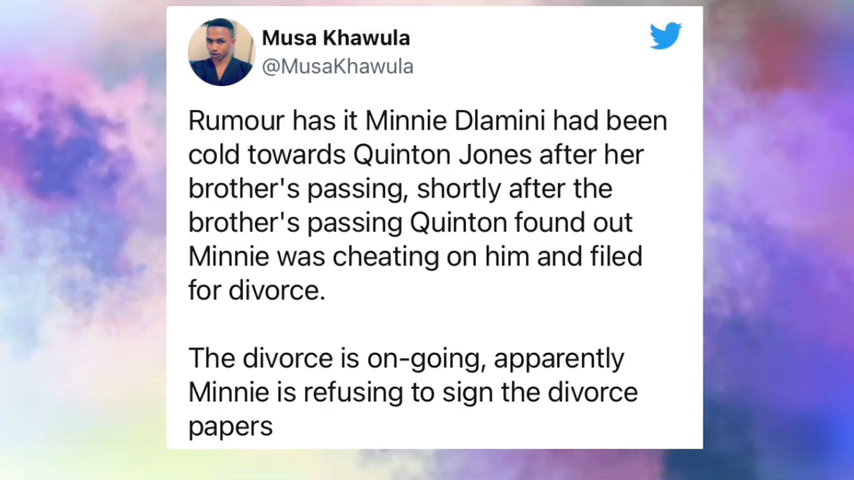 Musa Khawula
@MusaKhawula
Rumour has it Minnie Dlamini had been
cold towards Quinton Jones after her
brother's passing, shortly after the
brother's passing Quinton found out
Minnie was cheating on him and filed
for divorce.
The divorce is on-going, apparently
Minnie is refusing to sign the divorce
papers